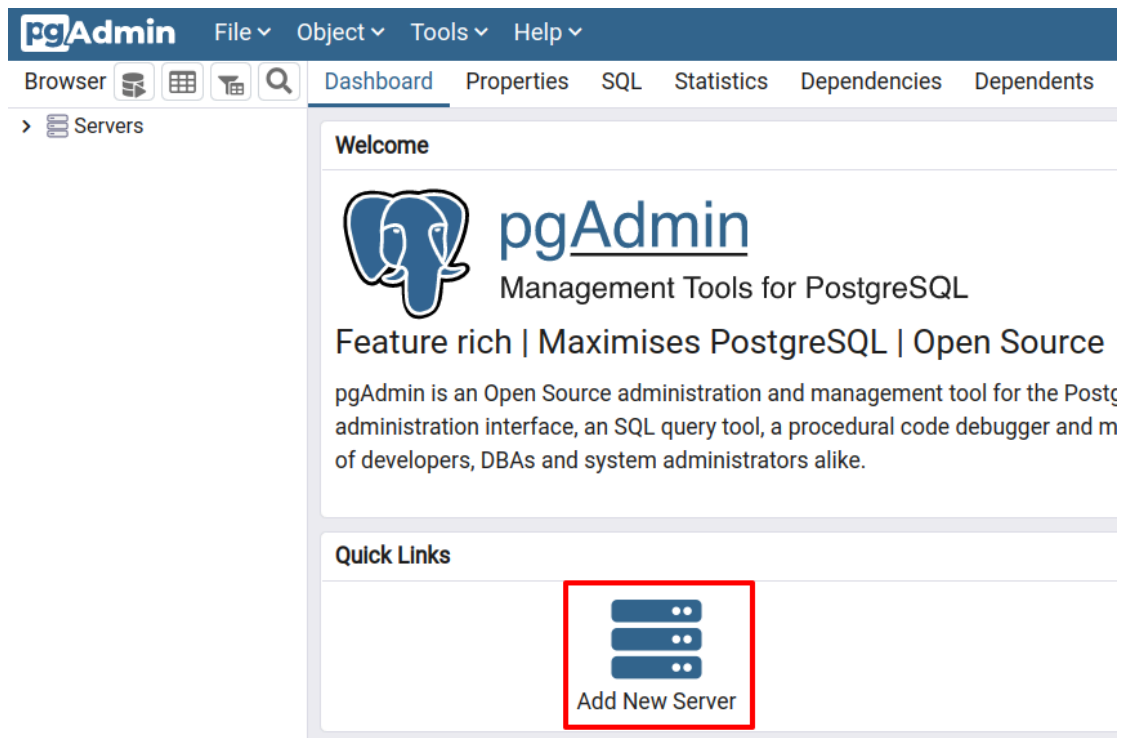 pgAdmin File Object Tools Help
Browser Dashboard Properties SQL Statistics Dependencies Dependents
Servers
Welcome
pgAdmin
Management Tools for PostgreSQL
Feature rich | Maximises PostgreSQL | Open Source
pgAdmin is an Open Source administration and management tool for the
administration interface, an SQL query tool, a procedural code debugger and
of developers, DBAs and system administrators alike.
Quick Links
Add New Server